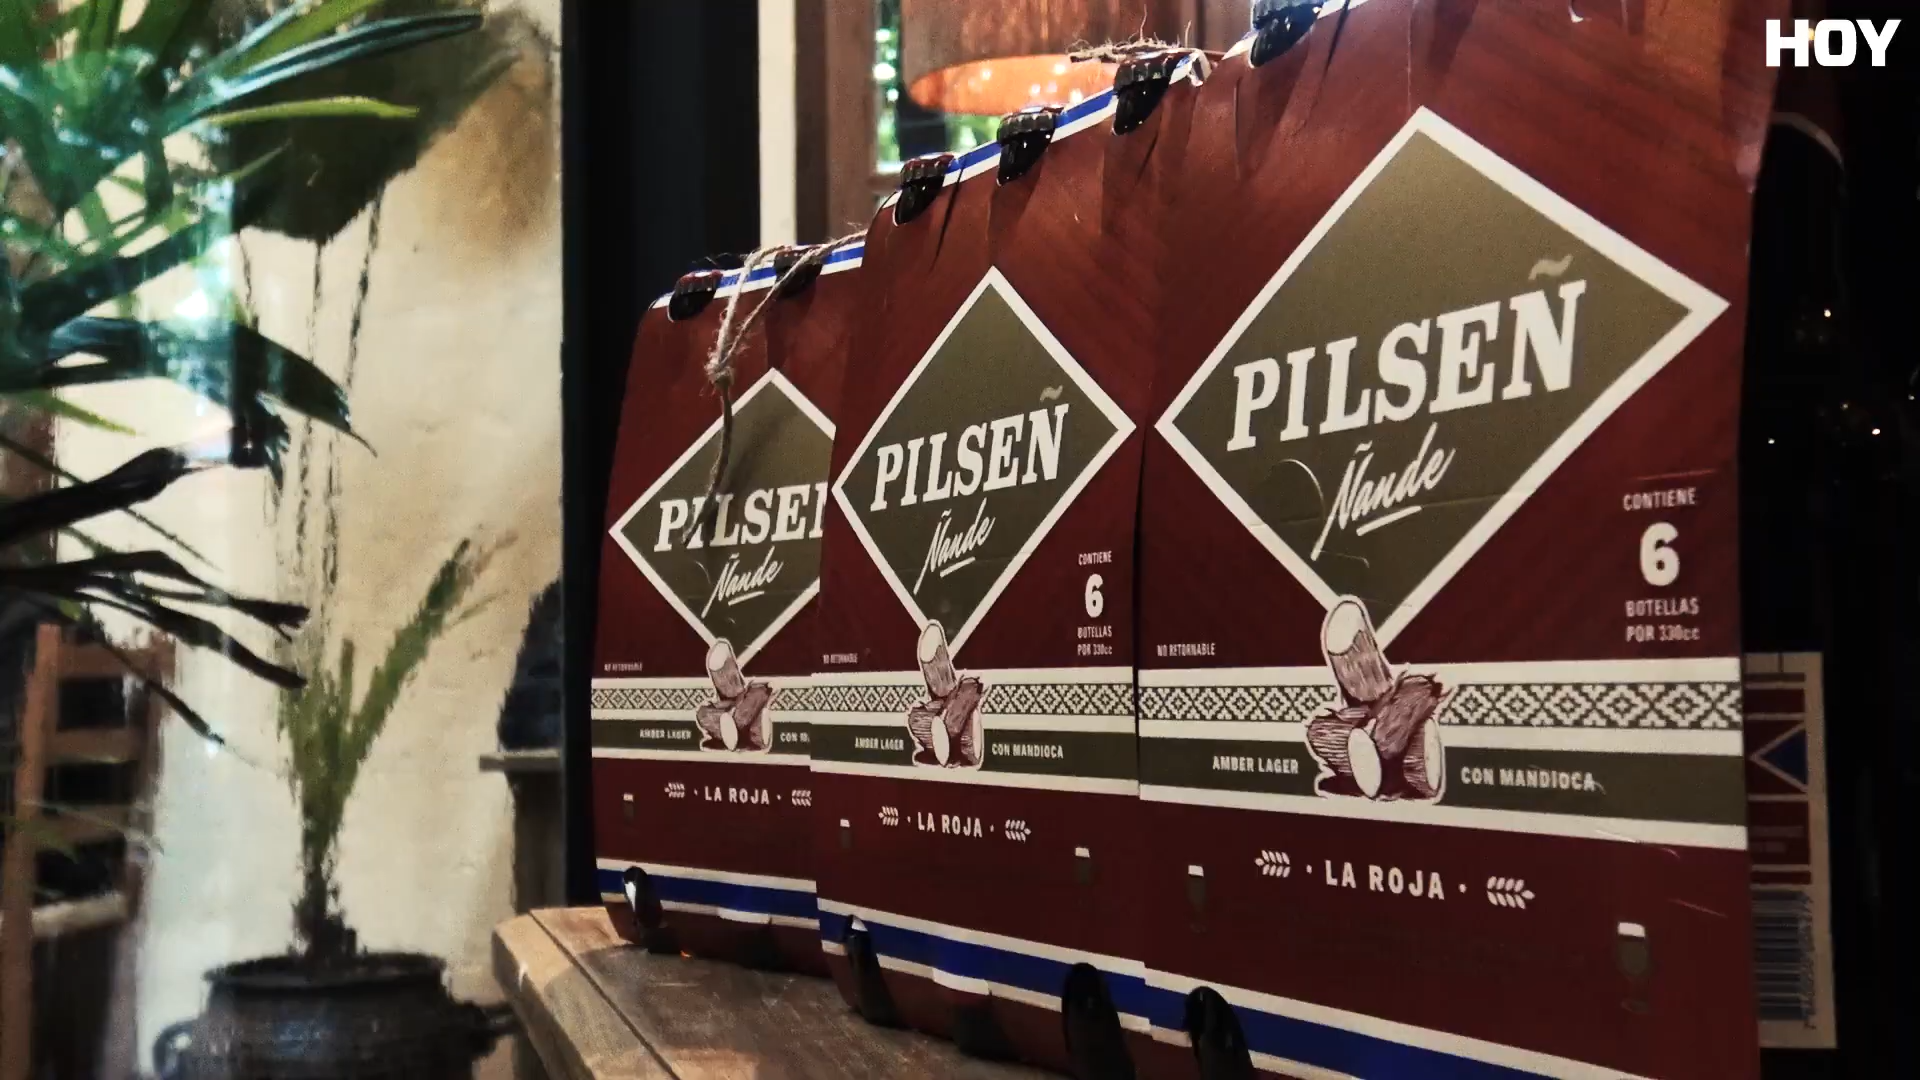 HOY
PILSEN
Ñande
AMBER LAGER
LA ROJA
NO RETORNABLE
PILSEÑ
Ñande
CONTIENE
6
BOTELLAS
POR 330cc
NO RETORNABLE
AMBER LAGER
CON MANDIOCA
LA ROJA
PILSEÑ
Ñande
CONTIENE
6
BOTELLAS
POR 330cc
NO RETORNABLE
AMBER LAGER
CON MANDIOCA
LA ROJA